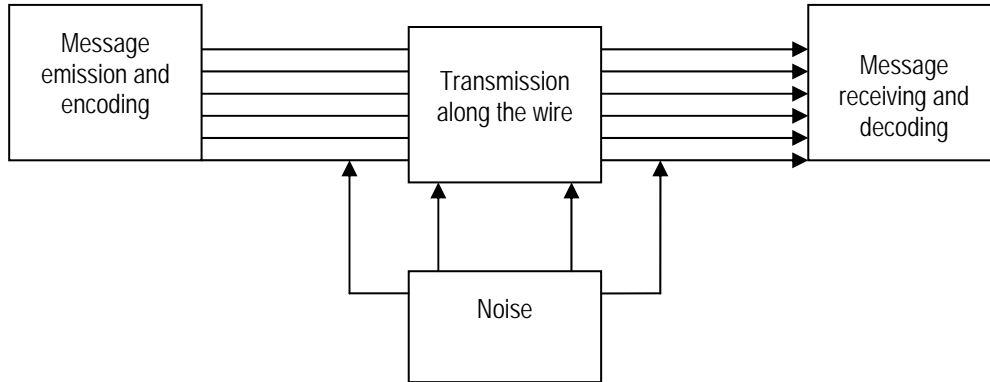 Message
emission and
encoding
Transmission
along the wire
Message
receiving and
decoding
Noise